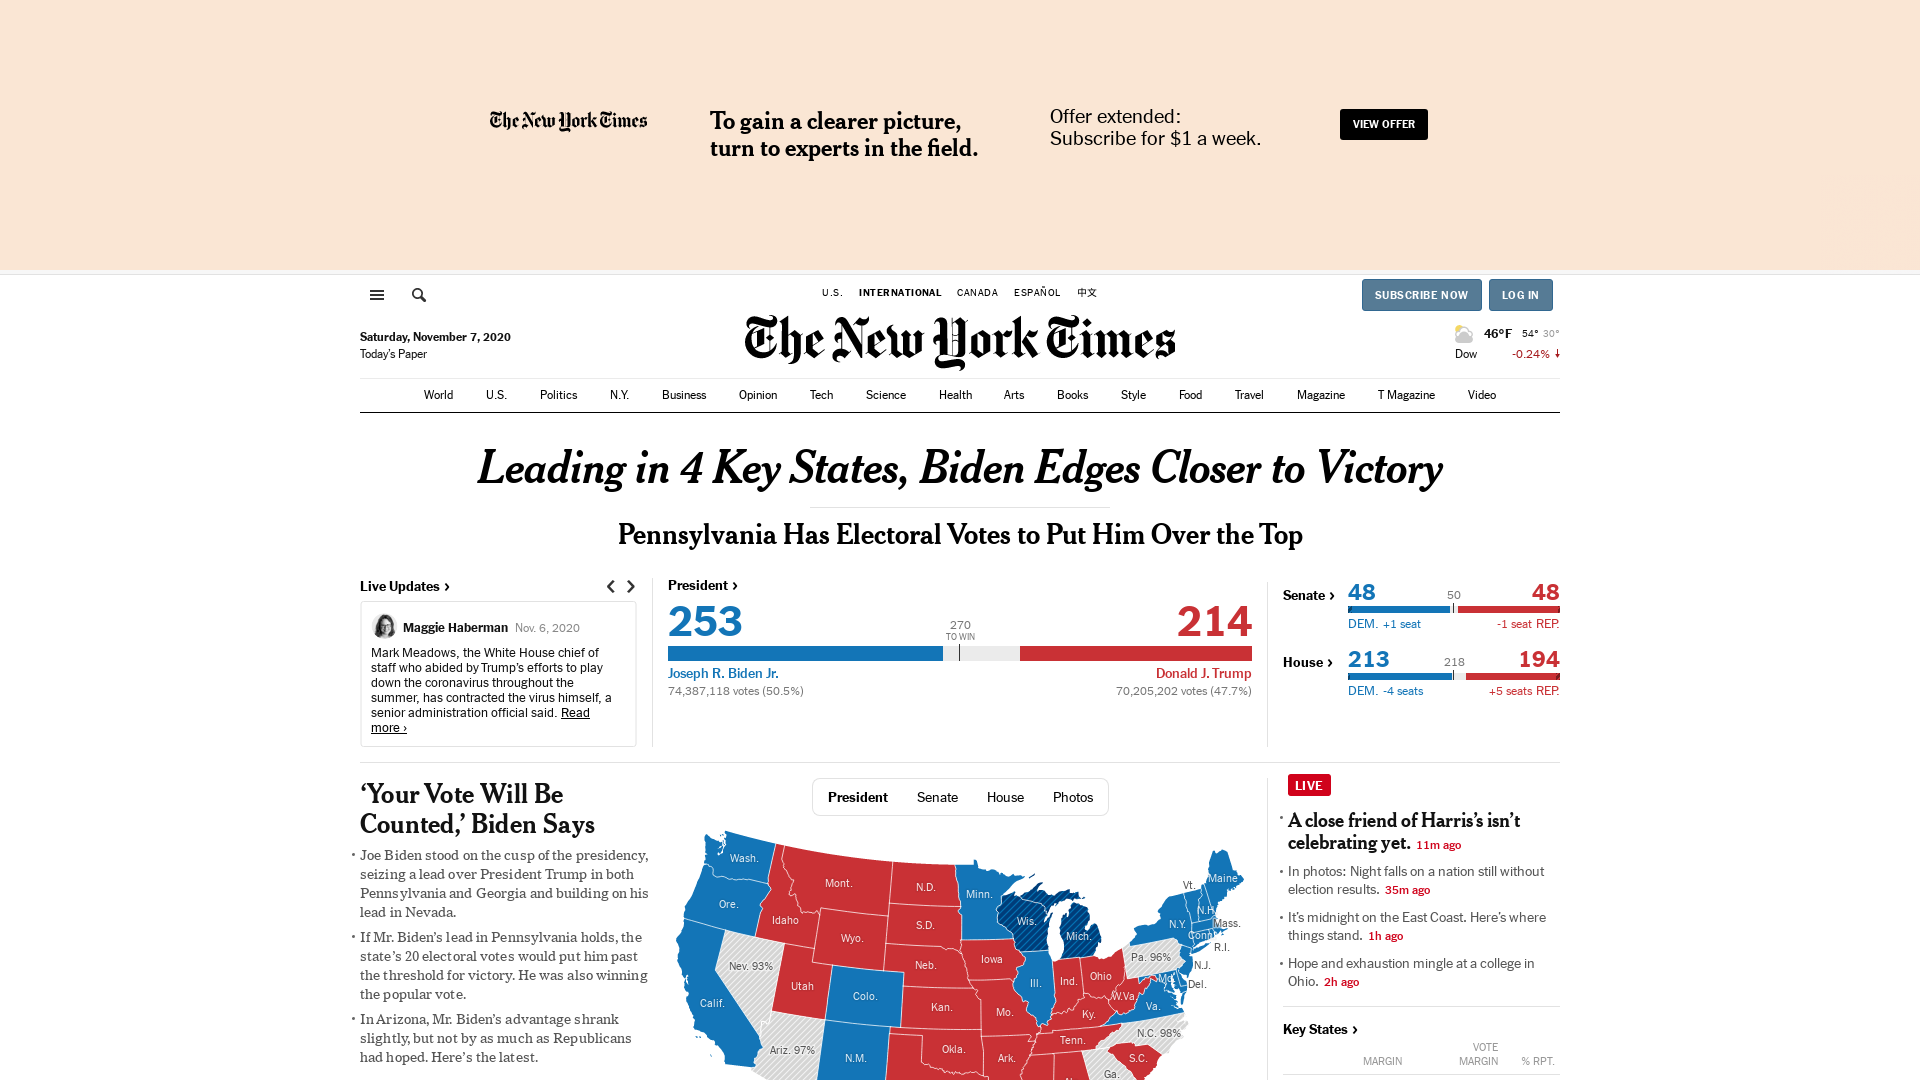 The New York Times
To gain a clearer picture,
turn to experts in the field.
Offer extended:
Subscribe for $1 a week.
VIEW OFFER
U.S.
INTERNATIONAL
CANADA
ESPAÑOL
中文
SUBSCRIBE NOW
LOG IN
Saturday, November 7, 2020
Today's Paper
The New York Times
46°F 54° 30°
Dow -0.24%
World
U.S.
Politics
N.Y.
Business
Opinion
Tech
Science
Health
Arts
Books
Style
Food
Travel
Magazine
T Magazine
Video
Leading in 4 Key States, Biden Edges Closer to Victory
Pennsylvania Has Electoral Votes to Put Him Over the Top
Live Updates ›
Maggie Haberman Nov. 6, 2020
Mark Meadows, the White House chief of
staff who abided by Trump's efforts to play
down the coronavirus throughout the
summer, has contracted the virus himself, a
senior administration official said. Read
more ›
President ›
253
270
TO WIN
214
Joseph R. Biden Jr.
Donald J. Trump
74,387,118 votes (50.5%)
70,205,202 votes (47.7%)
Senate ›
48
50
48
DEM. +1 seat
-1 seat REP.
House ›
213
218
194
DEM. -4 seats
+5 seats REP.
‘Your Vote Will Be
Counted,’ Biden Says
• Joe Biden stood on the cusp of the presidency,
seizing a lead over President Trump in both
Pennsylvania and Georgia and building on his
lead in Nevada.
• If Mr. Biden’s lead in Pennsylvania holds, the
state’s 20 electoral votes would put him past
the threshold for victory. He was also winning
the popular vote.
• In Arizona, Mr. Biden’s advantage shrank
slightly, but not by as much as Republicans
had hoped. Here’s the latest.
President
Senate
House
Photos
Wash.
Mont.
N.D.
Minn.
Vt.
Maine
Ore.
Idaho
S.D.
Wis.
N.H.
Wyo.
Mich.
N.Y.
Mass.
Conn.
R.I.
Nev. 93%
Neb.
Iowa
Pa. 96%
N.J.
Utah
Colo.
Ill.
Ind.
Ohio
Md.
Del.
Calif.
Kan.
Mo.
W.Va.
Va.
Ky.
Ariz. 97%
N.M.
Okla.
Ark.
Tenn.
N.C. 98%
S.C.
Ga.
LIVE
• A close friend of Harris’s isn’t
celebrating yet. 11m ago
• In photos: Night falls on a nation still without
election results. 35m ago
• It’s midnight on the East Coast. Here’s where
things stand. 1h ago
• Hope and exhaustion mingle at a college in
Ohio. 2h ago
Key States ›
MARGIN
VOTE
MARGIN
% RPT.